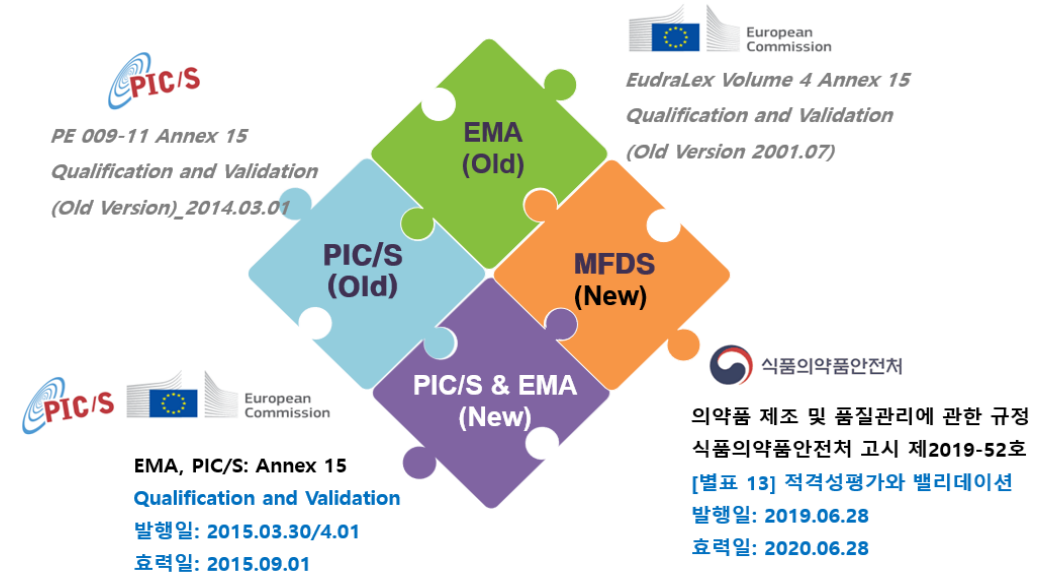 PIC/S
PE 009-11 Annex 15
Qualification and Validation
(Old Version)_2014.03.01
European
Commission
EudraLex Volume 4 Annex 15
Qualification and Validation
(Old Version 2001.07)
EMA
(Old)
PIC/S
(Old)
MFDS
(New)
PIC/S & EMA
(New)
PIC/S
European
Commission
EMA, PIC/S: Annex 15
Qualification and Validation
발행일: 2015.03.30/4.01
효력일: 2015.09.01
식품의약품안전처
의약품 제조 및 품질관리에 관한 규정
식품의약품안전처 고시 제2019-52호
[별표 13] 적격성평가와 밸리데이션
발행일: 2019.06.28
효력일: 2020.06.28